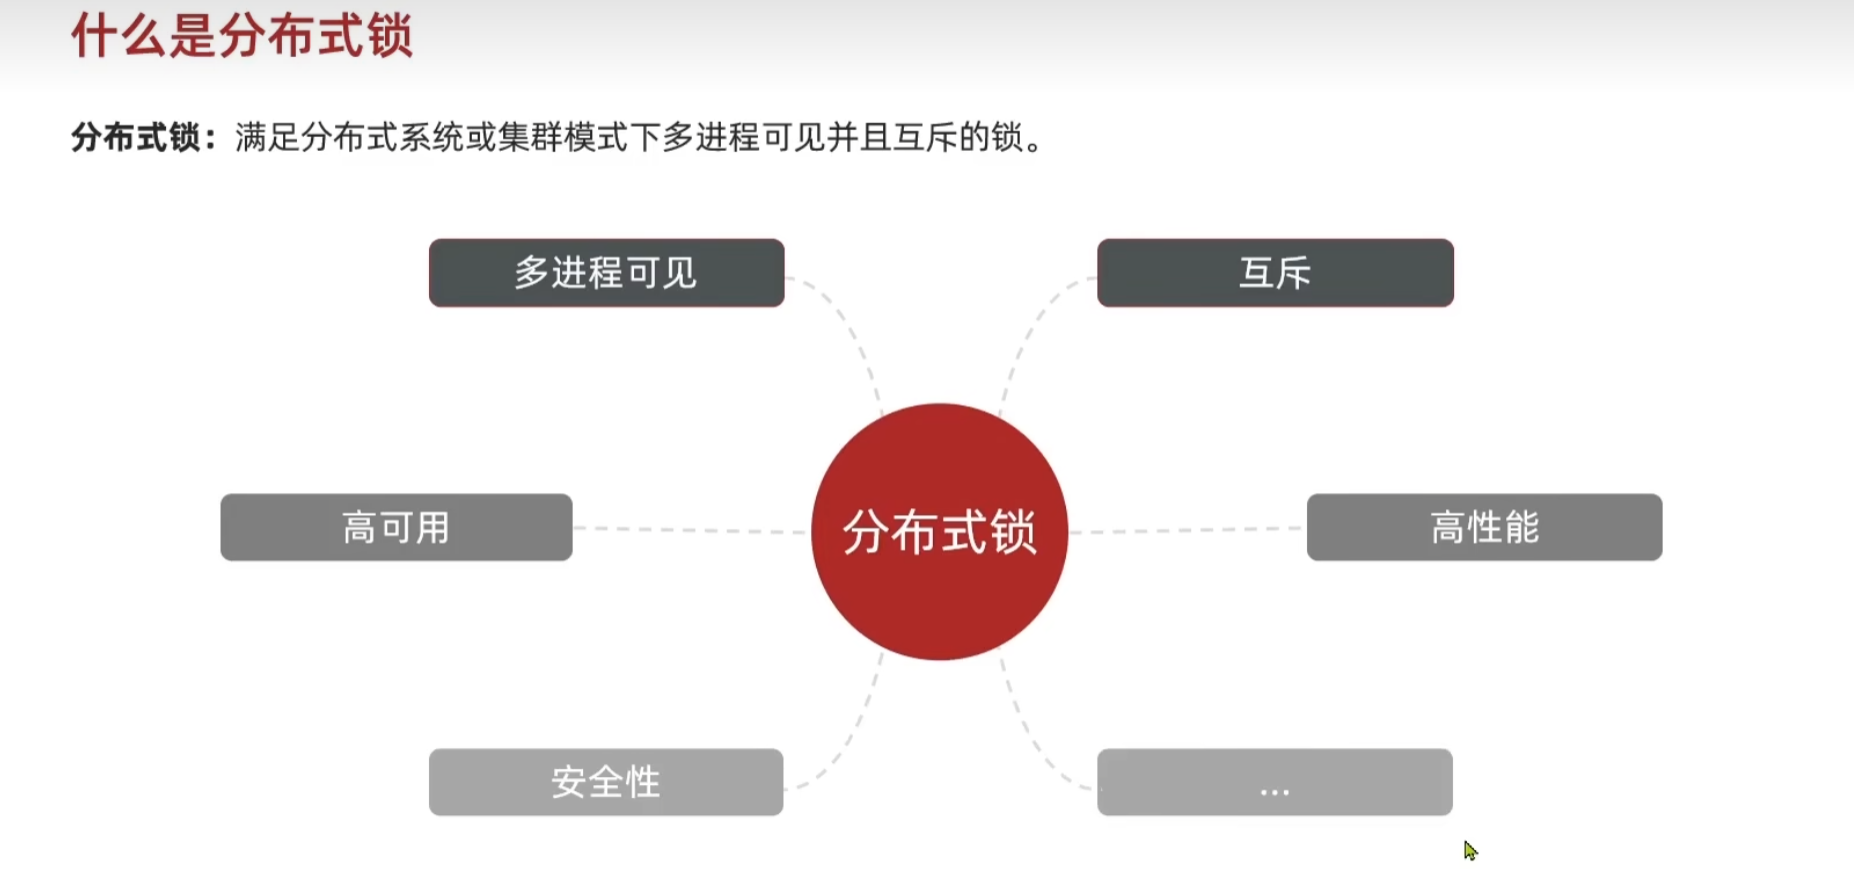 什么是分布式锁
分布式锁：满足分布式系统或集群模式下多进程可见并且互斥的锁。
多进程可见
互斥
高可用
分布式锁
高性能
安全性
...